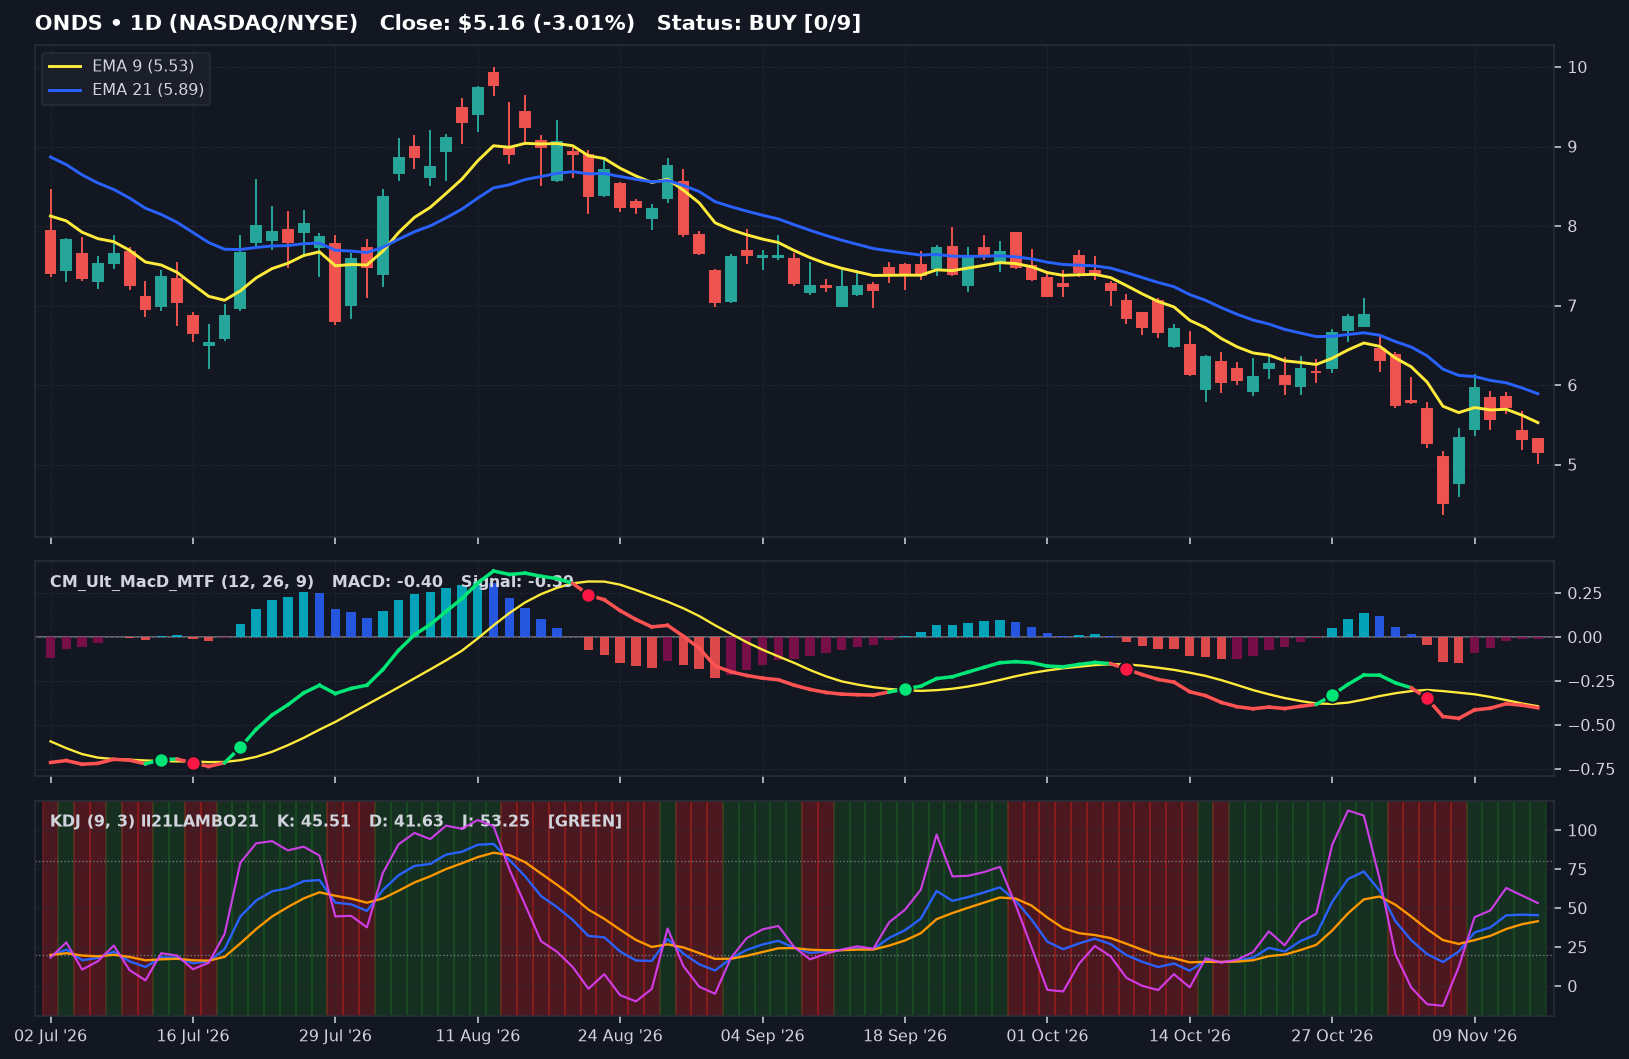 ONDS • 1D (NASDAQ/NYSE)   Close: $5.16 (-3.01%)   Status: BUY [0/9]
EMA 9 (5.53)
EMA 21 (5.89)
10
9
8
7
6
5
CM_Ult_MacD_MTF (12, 26, 9)   MACD: -0.40   Signal: -0.39
0.25
0.00
−0.25
−0.50
−0.75
KDJ (9, 3) II21LAMBO21   K: 45.51   D: 41.63   J: 53.25   [GREEN]
100
75
50
25
0
02 Jul '26
16 Jul '26
29 Jul '26
11 Aug '26
24 Aug '26
04 Sep '26
18 Sep '26
01 Oct '26
14 Oct '26
27 Oct '26
09 Nov '26